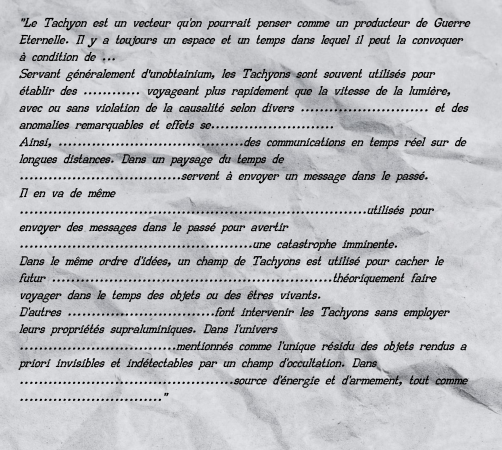 "Le Tachyon est un vecteur qu'on pourrait penser comme un producteur de Guerre
Eternelle. Il y a toujours un espace et un temps dans lequel il peut la convoquer
à condition de ...
Servant généralement d'unobtainium, les Tachyons sont souvent utilisés pour
établir des ............ voyageant plus rapidement que la vitesse de la lumière,
avec ou sans violation de la causalité selon divers ........................... et des
anomalies remarquables et effets se..........................
Ainsi, .......................................des communications en temps réel sur de
longues distances. Dans un paysage du temps de
..................................servent à envoyer un message dans le passé.
Il en va de même
.........................................................................utilisés pour
envoyer des messages dans le passé pour avertir
.................................................une catastrophe imminente.
Dans le même ordre d'idées, un champ de Tachyons est utilisé pour cacher le
futur ...........................................................théoriquement faire
voyager dans le temps des objets ou des êtres vivants.
D'autres ...............................font intervenir les Tachyons sans employer
leurs propriétés supraluminiques. Dans l'univers
.................................mentionnés comme l'unique résidu des objets rendus a
priori invisibles et indétectables par un champ d'occultation. Dans
.............................................source d'énergie et d'armement, tout comme
.............................."